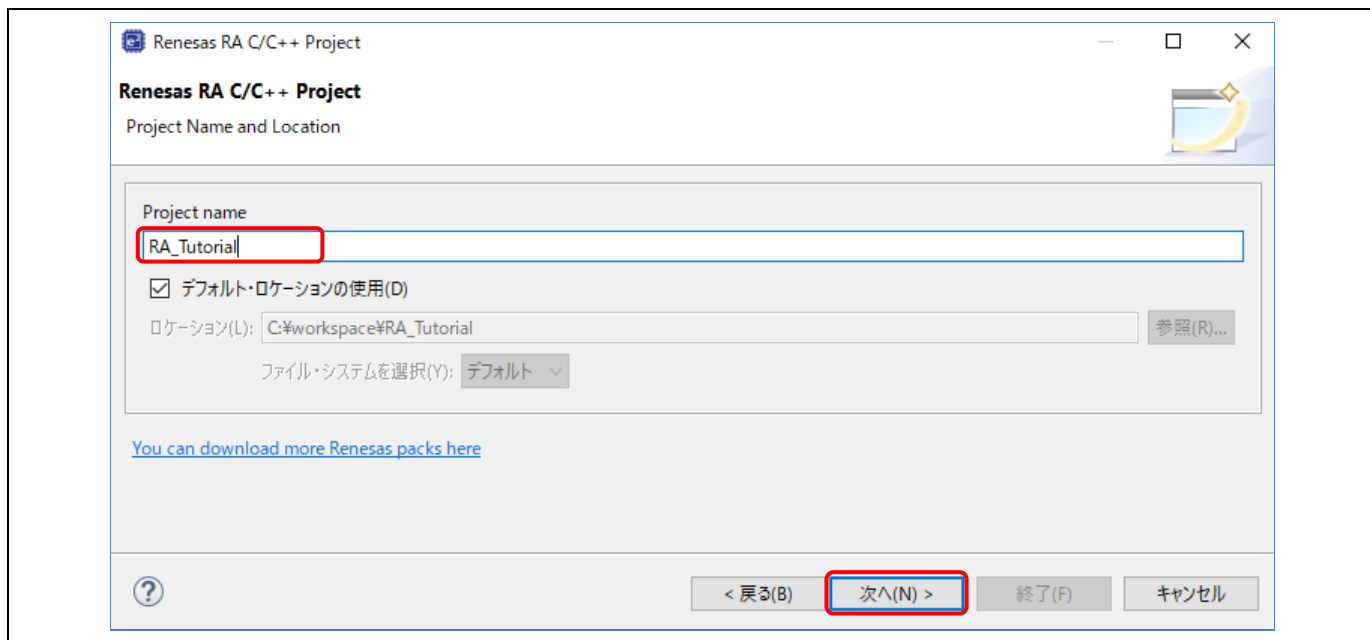 Renesas RA C/C++ Project
Renesas RA C/C++ Project
Project Name and Location
Project name
RA_Tutorial
デフォルト・ロケーションの使用(D)
ロケーション(L): C:¥workspace¥RA_Tutorial 参照(R)...
ファイル・システムを選択(Y): デフォルト
You can download more Renesas packs here
< 戻る(B) 次へ(N) > 終了(F) キャンセル